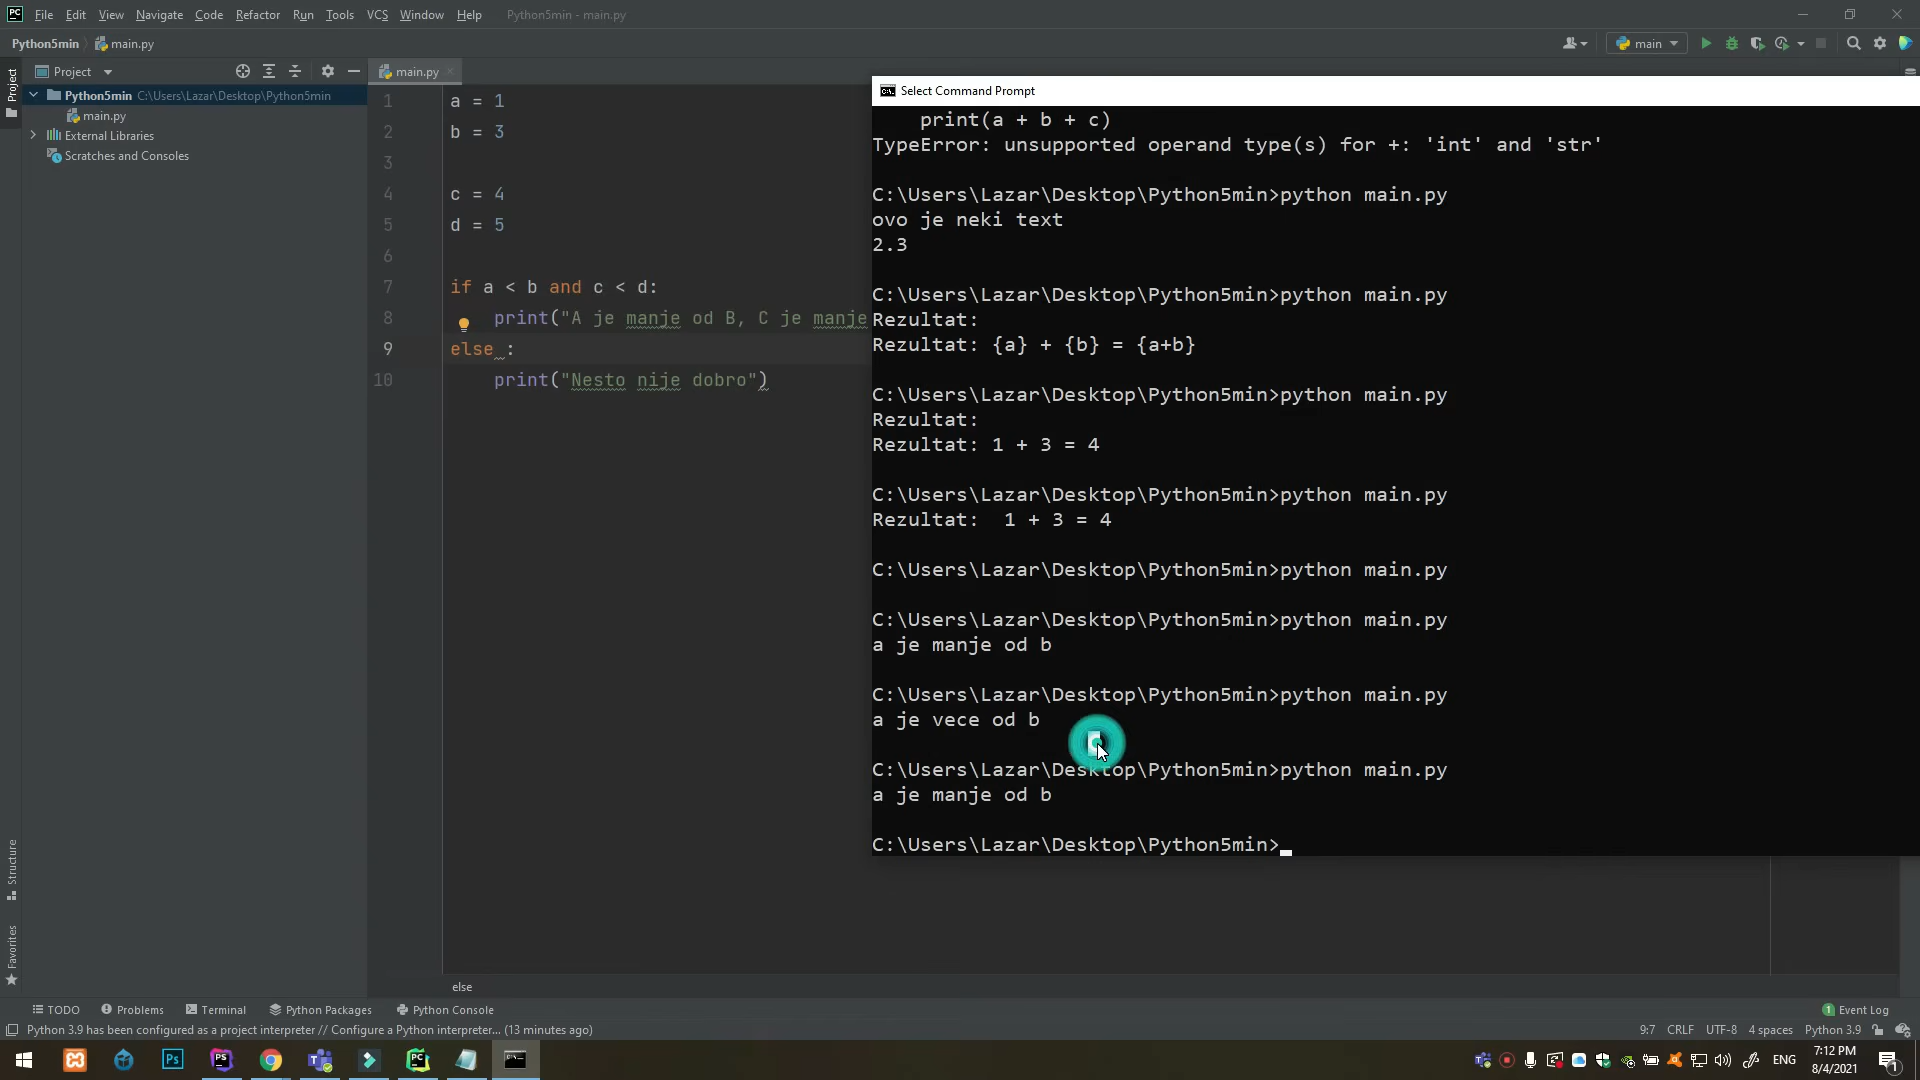 File Edit View Navigate Code Refactor Run Tools VCS Window Help Python5min - main.py
Python5min main.py
main
Project
Project
main.py
Python5min C:\Users\Lazar\Desktop\Python5min
main.py
External Libraries
Scratches and Consoles
1 a = 1
2 b = 3
3
4 c = 4
5 d = 5
6
7 if a < b and c < d:
8 print("A je manje od B, C je manje
9 else :
10 print("Nesto nije dobro")
Select Command Prompt
print(a + b + c)
TypeError: unsupported operand type(s) for +: 'int' and 'str'
C:\Users\Lazar\Desktop\Python5min>python main.py
ovo je neki text
2.3
C:\Users\Lazar\Desktop\Python5min>python main.py
Rezultat:
Rezultat: {a} + {b} = {a+b}
C:\Users\Lazar\Desktop\Python5min>python main.py
Rezultat:
Rezultat: 1 + 3 = 4
C:\Users\Lazar\Desktop\Python5min>python main.py
Rezultat:  1 + 3 = 4
C:\Users\Lazar\Desktop\Python5min>python main.py
C:\Users\Lazar\Desktop\Python5min>python main.py
a je manje od b
C:\Users\Lazar\Desktop\Python5min>python main.py
a je vece od b
C:\Users\Lazar\Desktop\Python5min>python main.py
a je manje od b
C:\Users\Lazar\Desktop\Python5min>
Structure
Favorites
else
TODO Problems Terminal Python Packages Python Console
1 Event Log
Python 3.9 has been configured as a project interpreter // Configure a Python interpreter... (13 minutes ago)
9:7 CRLF UTF-8 4 spaces Python 3.9
ENG
7:12 PM
8/4/2021
1